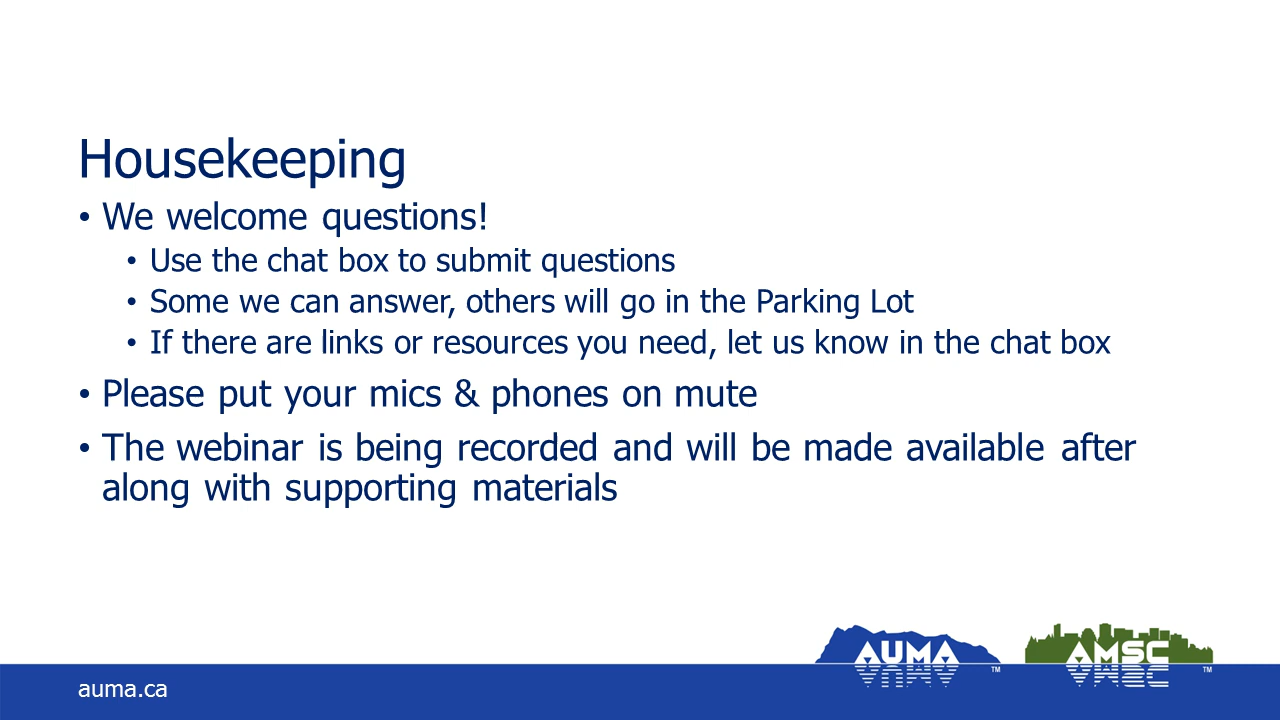 Housekeeping
• We welcome questions!
• Use the chat box to submit questions
• Some we can answer, others will go in the Parking Lot
• If there are links or resources you need, let us know in the chat box
• Please put your mics & phones on mute
• The webinar is being recorded and will be made available after
along with supporting materials
AUMA ™ AMSC ™
auma.ca